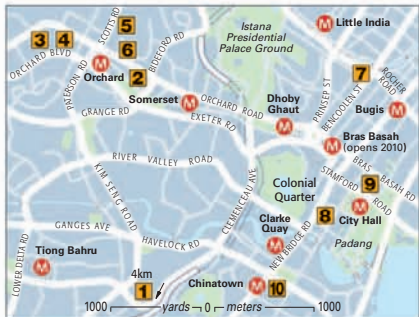 Istana
Presidential
Palace Ground
Little India
SCOTTS RD
BIDEFORD RD
3
4
5
6
7
ORCHARD BLVD
PATERSON RD
Orchard
2
Somerset
ORCHARD ROAD
EXETER RD
GRANGE RD
Dhoby
Ghaut
PRINSEP ST
BENCOOLEN ST
ROCHER
ROAD
Bugis
Bras Basah
(opens 2010)
RIVER VALLEY ROAD
BRAS
BASAH RD
STAMFORD
ROAD
KIM SENG ROAD
CLEMENCEAU AVE
Colonial
Quarter
9
8
City Hall
GANGES AVE
HAVELOCK RD
Clarke
Quay
NEW BRIDGE RD
Padang
LOWER DELTA RD
Tiong Bahru
4km
1
Chinatown
10
1000
yards
0
meters
1000
M
M
M
M
M
M
M
M
M
M